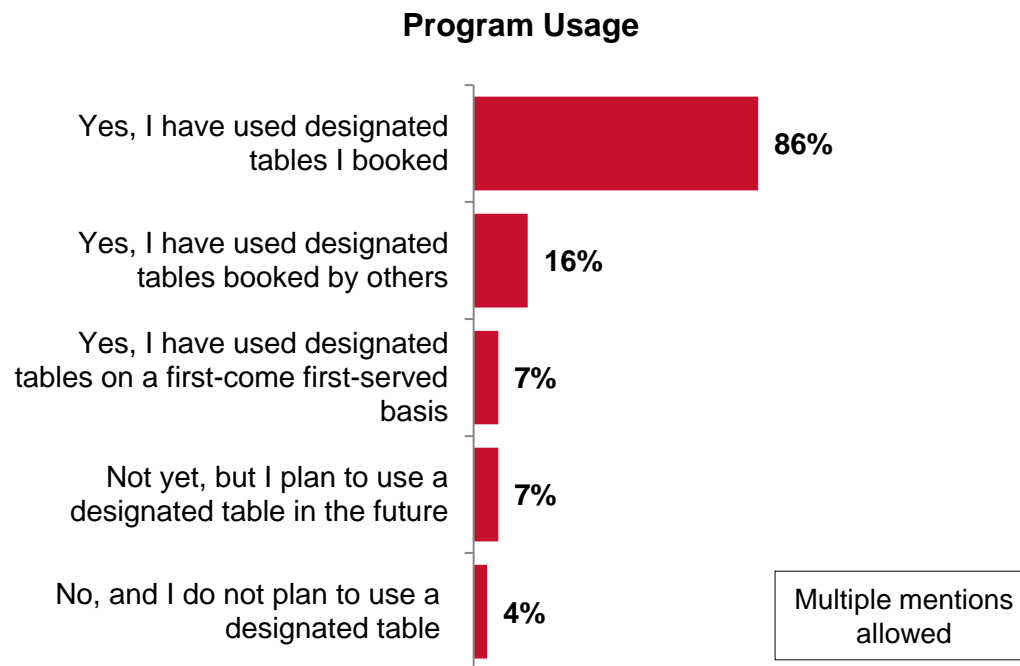 Program Usage
Yes, I have used designated
tables I booked
86%
Yes, I have used designated
tables booked by others
16%
Yes, I have used designated
tables on a first-come first-served
basis
7%
Not yet, but I plan to use a
designated table in the future
7%
No, and I do not plan to use a
designated table
4%
Multiple mentions
allowed